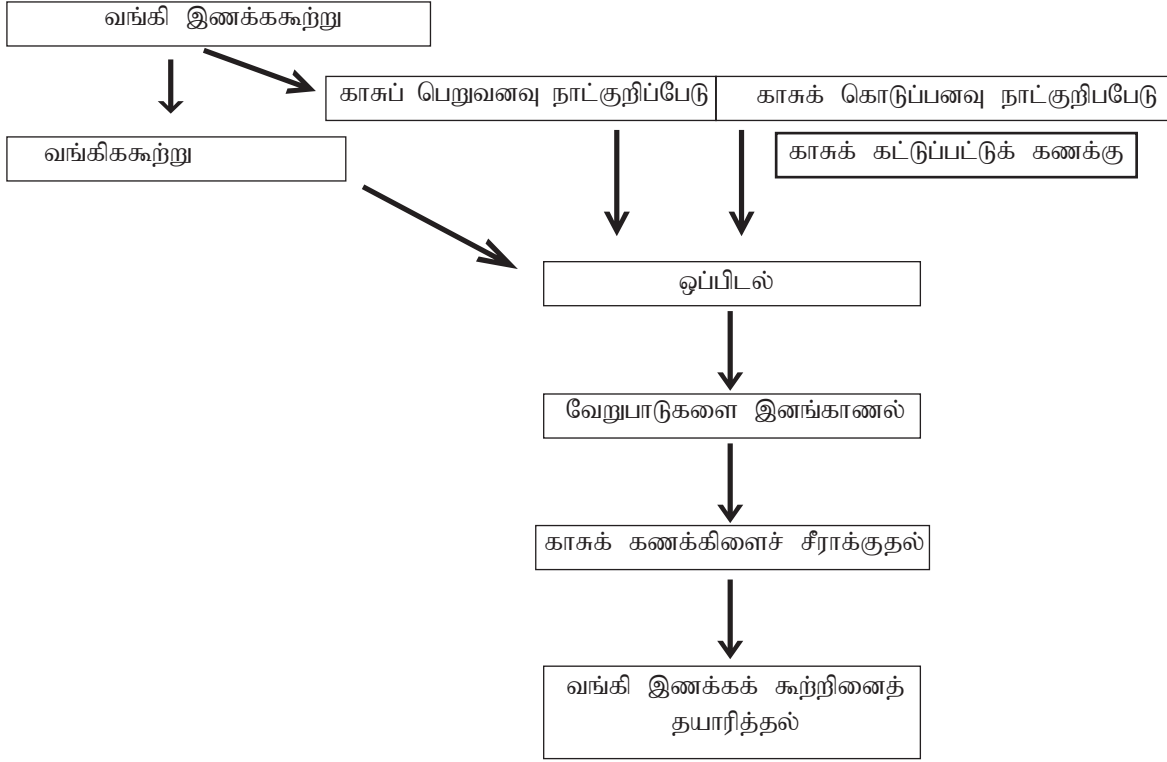 வங்கி இணக்ககூற்று
காசுப் பெறுவனவு நாட்குறிப்பேடு
காசுக் கொடுப்பனவு நாட்குறிபபேடு
வங்கிககூற்று
காசுக் கட்டுப்பட்டுக் கணக்கு
ஒப்பிடல்
வேறுபாடுகளை இனங்காணல்
காசுக் கணக்கிளைச் சீராக்குதல்
வங்கி இணக்கக் கூற்றினைத்
தயாரித்தல்